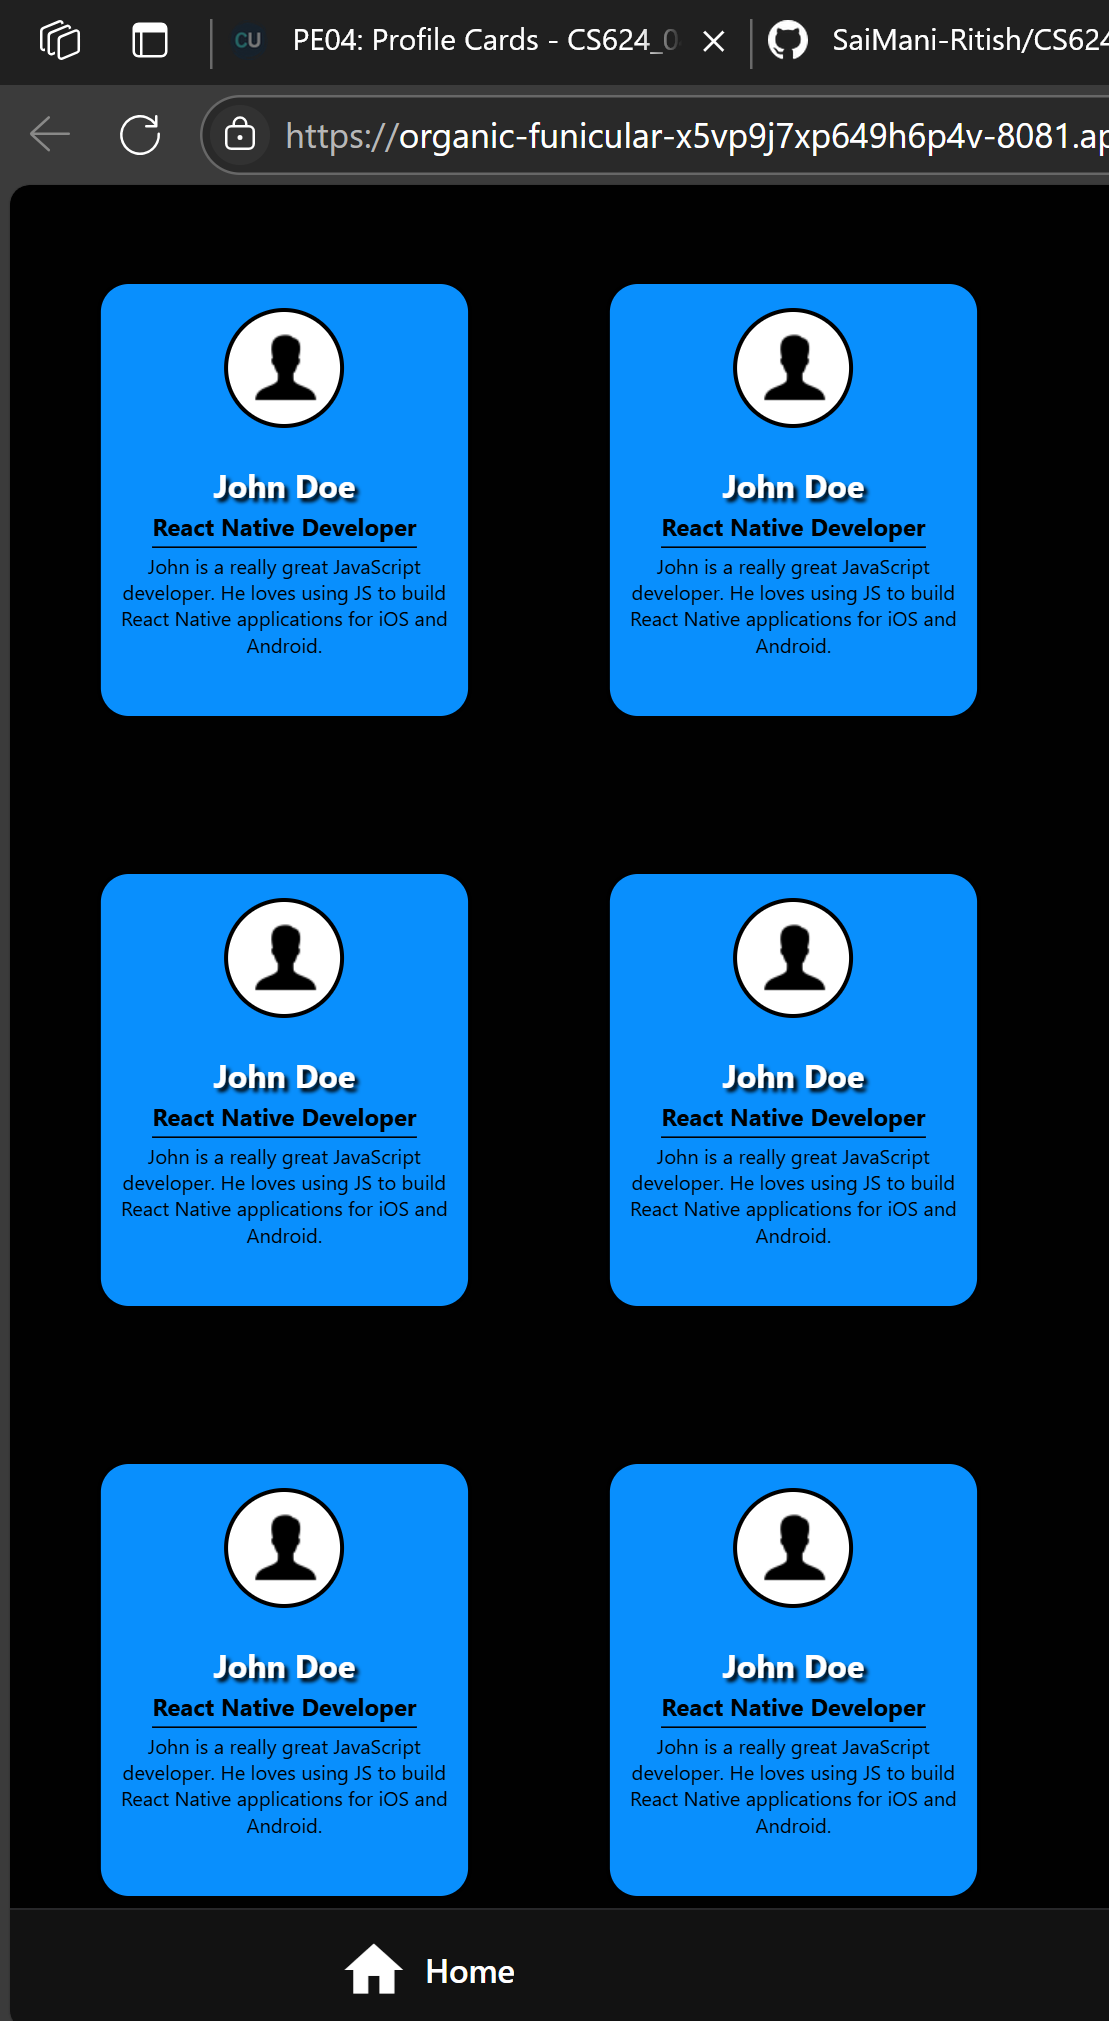 CU PE04: Profile Cards - CS624_0 SaiMani-Ritish/CS624
https://organic-funicular-x5vp9j7xp649h6p4v-8081.ap
John Doe
React Native Developer
John is a really great JavaScript
developer. He loves using JS to build
React Native applications for iOS and
Android.
John Doe
React Native Developer
John is a really great JavaScript
developer. He loves using JS to build
React Native applications for iOS and
Android.
John Doe
React Native Developer
John is a really great JavaScript
developer. He loves using JS to build
React Native applications for iOS and
Android.
John Doe
React Native Developer
John is a really great JavaScript
developer. He loves using JS to build
React Native applications for iOS and
Android.
John Doe
React Native Developer
John is a really great JavaScript
developer. He loves using JS to build
React Native applications for iOS and
Android.
John Doe
React Native Developer
John is a really great JavaScript
developer. He loves using JS to build
React Native applications for iOS and
Android.
Home